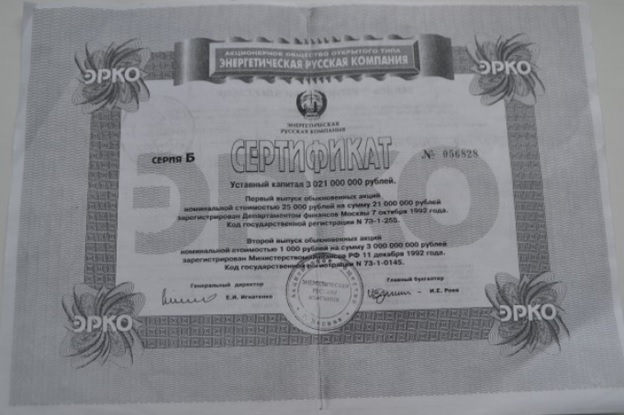 АКЦИОНЕРНОЕ ОБЩЕСТВО ОТКРЫТОГО ТИПА
ЭНЕРГЕТИЧЕСКАЯ РУССКАЯ КОМПАНИЯ
ЭРКО
ЭРКО
ЭНЕРГЕТИЧЕСКАЯ
РУССКАЯ КОМПАНИЯ
СЕРИЯ Б
СЕРТИФИКАТ
№ 056828
Уставный капитал 3 021 000 000 рублей.
ЭРКО
Первый выпуск обыкновенных акций
номинальной стоимостью 25 000 рублей на сумму 21 000 000 рублей
зарегистрирован Департаментом финансов Москвы 7 октября 1992 года.
Код государственной регистрации N 73-1-255.
Второй выпуск обыкновенных акций
номинальной стоимостью 1 000 рублей на сумму 3 000 000 000 рублей
зарегистрирован Министерством финансов РФ 11 декабря 1992 года.
Код государственной регистрации N 73-1-0145.
Генеральный директор
Е.И. Игнатенко
Главный бухгалтер
И.Е. Роев
ЭНЕРГЕТИЧЕСКАЯ
РУССКАЯ
КОМПАНИЯ
ЭРКО
ЭРКО